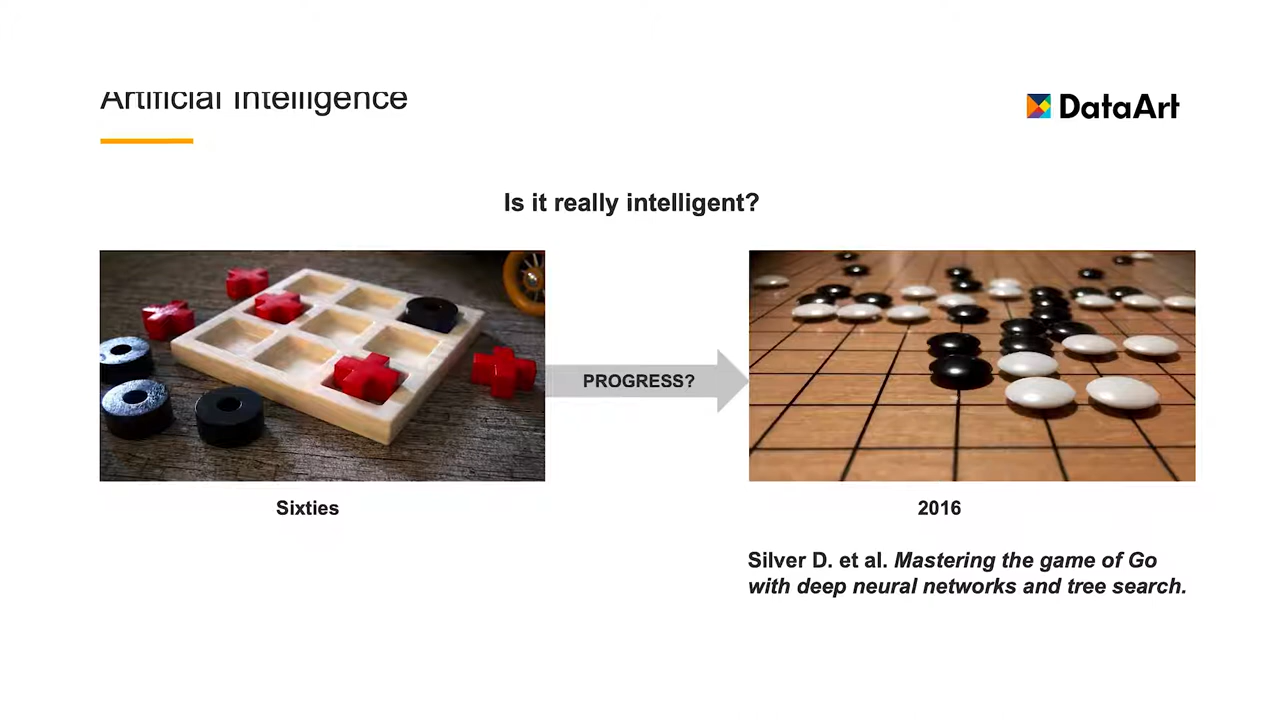 Artificial Intelligence
DataArt
Is it really intelligent?
PROGRESS?
Sixties
2016
Silver D. et al. Mastering the game of Go
with deep neural networks and tree search.